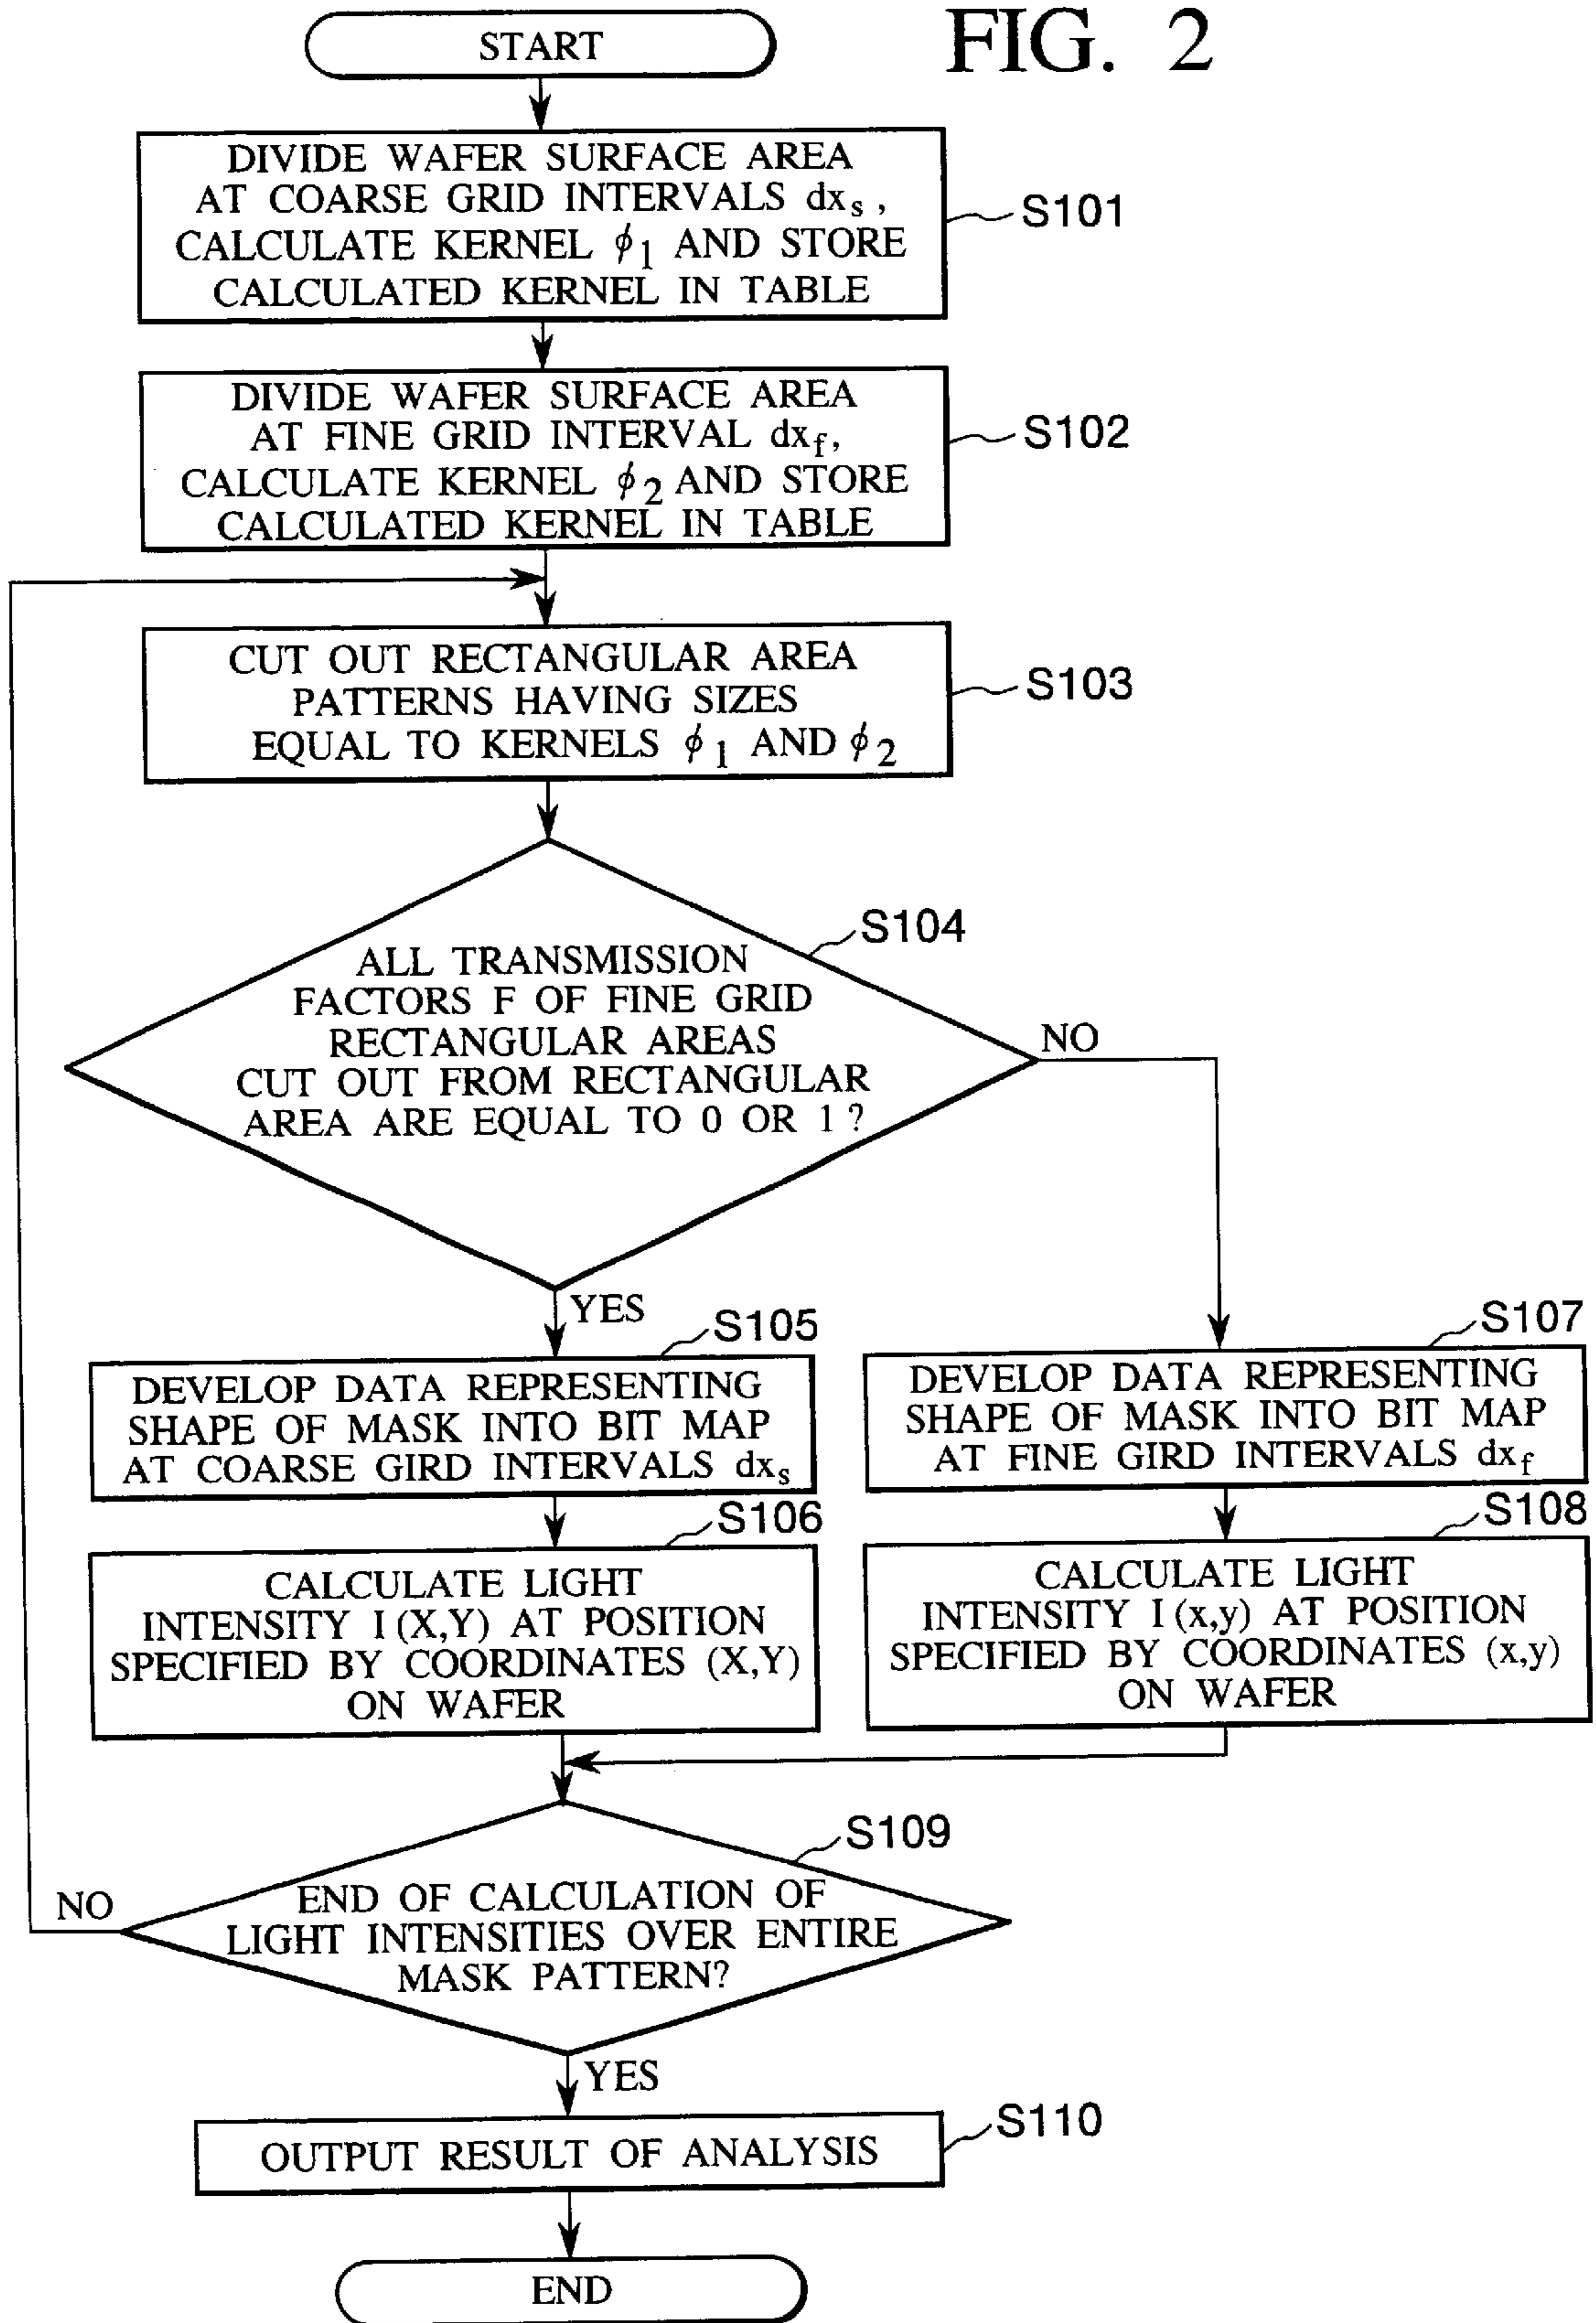 FIG. 2
START
DIVIDE WAFER SURFACE AREA
AT COARSE GRID INTERVALS dxₛ,
CALCULATE KERNEL ϕ₁ AND STORE
CALCULATED KERNEL IN TABLE
S101
DIVIDE WAFER SURFACE AREA
AT FINE GRID INTERVAL dx_f,
CALCULATE KERNEL ϕ₂ AND STORE
CALCULATED KERNEL IN TABLE
S102
CUT OUT RECTANGULAR AREA
PATTERNS HAVING SIZES
EQUAL TO KERNELS ϕ₁ AND ϕ₂
S103
S104
ALL TRANSMISSION
FACTORS F OF FINE GRID
RECTANGULAR AREAS
CUT OUT FROM RECTANGULAR
AREA ARE EQUAL TO 0 OR 1?
NO
YES
S105
DEVELOP DATA REPRESENTING
SHAPE OF MASK INTO BIT MAP
AT COARSE GIRD INTERVALS dxₛ
S107
DEVELOP DATA REPRESENTING
SHAPE OF MASK INTO BIT MAP
AT FINE GIRD INTERVALS dx_f
S106
CALCULATE LIGHT
INTENSITY I(X,Y) AT POSITION
SPECIFIED BY COORDINATES (X,Y)
ON WAFER
S108
CALCULATE LIGHT
INTENSITY I(x,y) AT POSITION
SPECIFIED BY COORDINATES (x,y)
ON WAFER
S109
END OF CALCULATION OF
LIGHT INTENSITIES OVER ENTIRE
MASK PATTERN?
NO
YES
S110
OUTPUT RESULT OF ANALYSIS
END